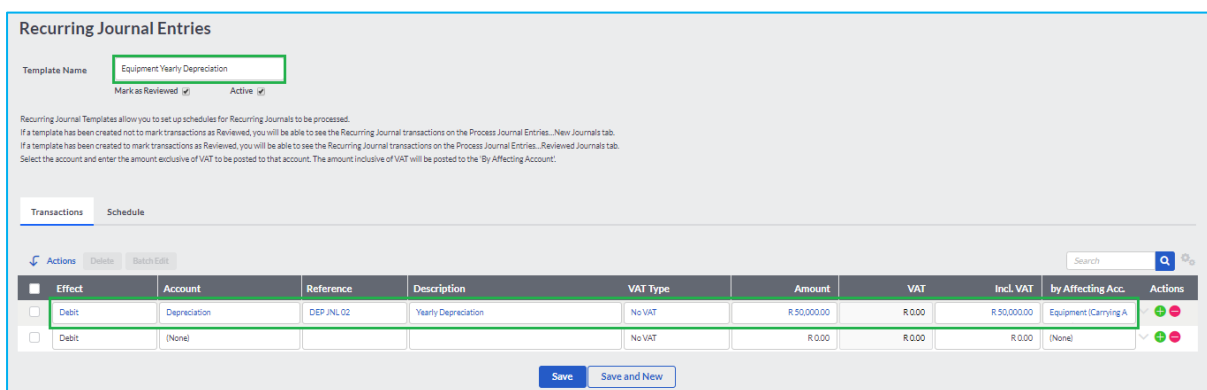 Recurring Journal Entries
Template Name Equipment Yearly Depreciation
Mark as Reviewed Active
Recurring Journal Templates allow you to set up schedules for Recurring Journals to be processed.
If a template has been created not to mark transactions as Reviewed, you will be able to see the Recurring Journal transactions on the Process Journal Entries...New Journals tab.
If a template has been created to mark transactions as Reviewed, you will be able to see the Recurring Journal transactions on the Process Journal Entries...Reviewed Journals tab.
Select the account and enter the amount exclusive of VAT to be posted to that account. The amount inclusive of VAT will be posted to the 'By Affecting Account'.
Transactions Schedule
Actions Delete Batch Edit Search
Effect Account Reference Description VAT Type Amount VAT Incl. VAT by Affecting Acc. Actions
Debit Depreciation DEP JNL 02 Yearly Depreciation No VAT R 50,000.00 R 0.00 R 50,000.00 Equipment (Carrying A
Debit (None) No VAT R 0.00 R 0.00 R 0.00 (None)
Save Save and New